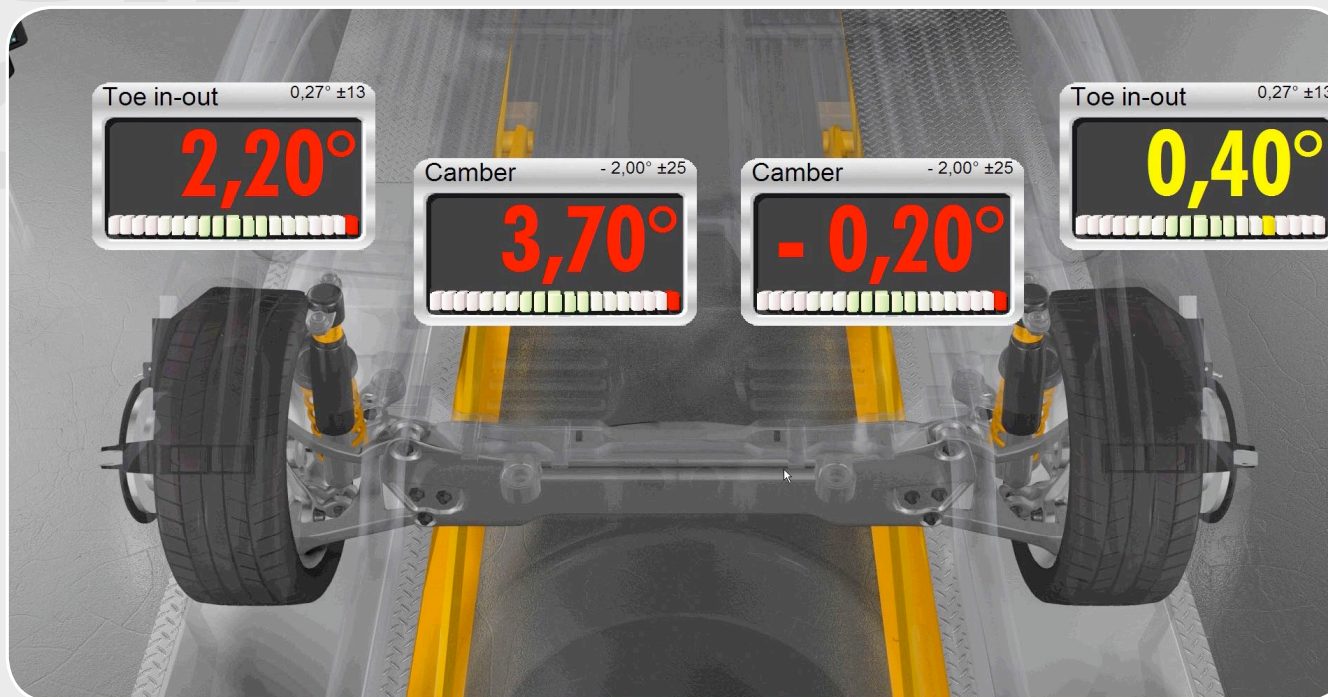 Toe in-out 0,27° ±13
2,20°
Camber - 2,00° ±25
3,70°
Camber - 2,00° ±25
- 0,20°
Toe in-out 0,27° ±13
0,40°